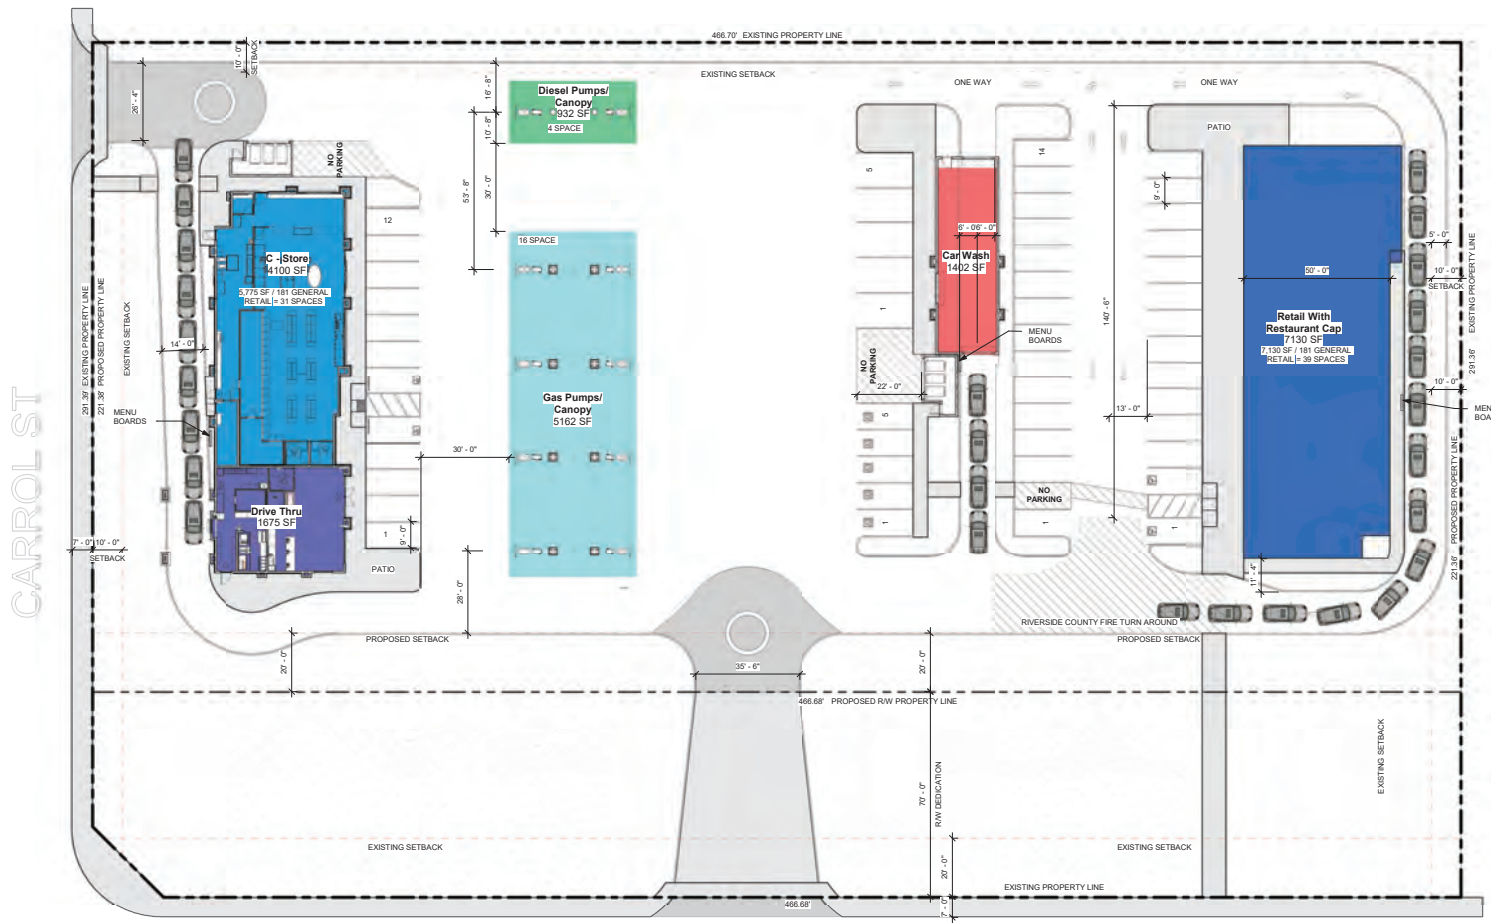 466.70' EXISTING PROPERTY LINE
10' - 0"
SETBACK
EXISTING SETBACK
ONE WAY
ONE WAY
26' - 4"
16' - 8"
10' - 8"
30' - 0"
53' - 8"
Diesel Pumps/
Canopy
932 SF
4 SPACE
NO
PARKING
12
16 SPACE
C - Store
4100 SF
5,775 SF / 181 GENERAL
RETAIL = 31 SPACES
14' - 0"
MENU
BOARDS
291.39' EXISTING PROPERTY LINE
221.38' PROPOSED PROPERTY LINE
EXISTING SETBACK
CARROL ST
Gas Pumps/
Canopy
5162 SF
30' - 0"
Drive Thru
1675 SF
1
9' - 0"
PATIO
7' - 0"
10' - 0"
SETBACK
28' - 0"
5
14
PATIO
9' - 0"
6' - 0"
6' - 0"
Car Wash
1402 SF
1
MENU
BOARDS
NO
PARKING
22' - 0"
5
1
140' - 6"
13' - 0"
NO
PARKING
1
1
50' - 0"
Retail With
Restaurant Cap
7130 SF
7,130 SF / 181 GENERAL
RETAIL = 39 SPACES
5' - 0"
10' - 0"
SETBACK
10' - 0"
MEN
BOA
291.36' EXISTING PROPERTY LINE
221.36' PROPOSED PROPERTY LINE
11' - 4"
RIVERSIDE COUNTY FIRE TURN AROUND
PROPOSED SETBACK
PROPOSED SETBACK
20' - 0"
35' - 6"
20' - 0"
466.68' PROPOSED R/W PROPERTY LINE
70' - 0"
R/W DEDICATION
EXISTING SETBACK
EXISTING SETBACK
EXISTING SETBACK
20' - 0"
EXISTING PROPERTY LINE
466.68'
7' - 0"